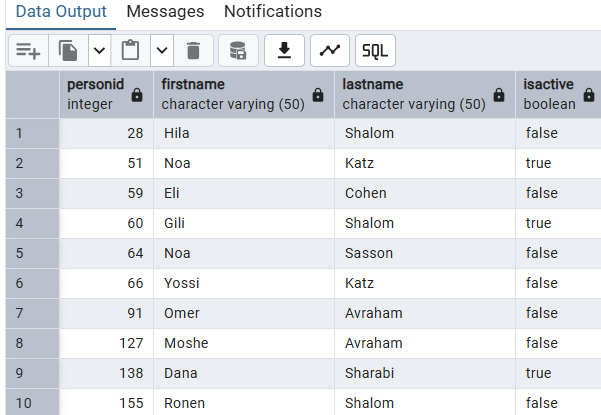 Data Output Messages Notifications
SQL
personid firstname lastname isactive
integer character varying (50) character varying (50) boolean
1 28 Hila Shalom false
2 51 Noa Katz true
3 59 Eli Cohen false
4 60 Gili Shalom true
5 64 Noa Sasson false
6 66 Yossi Katz false
7 91 Omer Avraham false
8 127 Moshe Avraham false
9 138 Dana Sharabi true
10 155 Ronen Shalom false